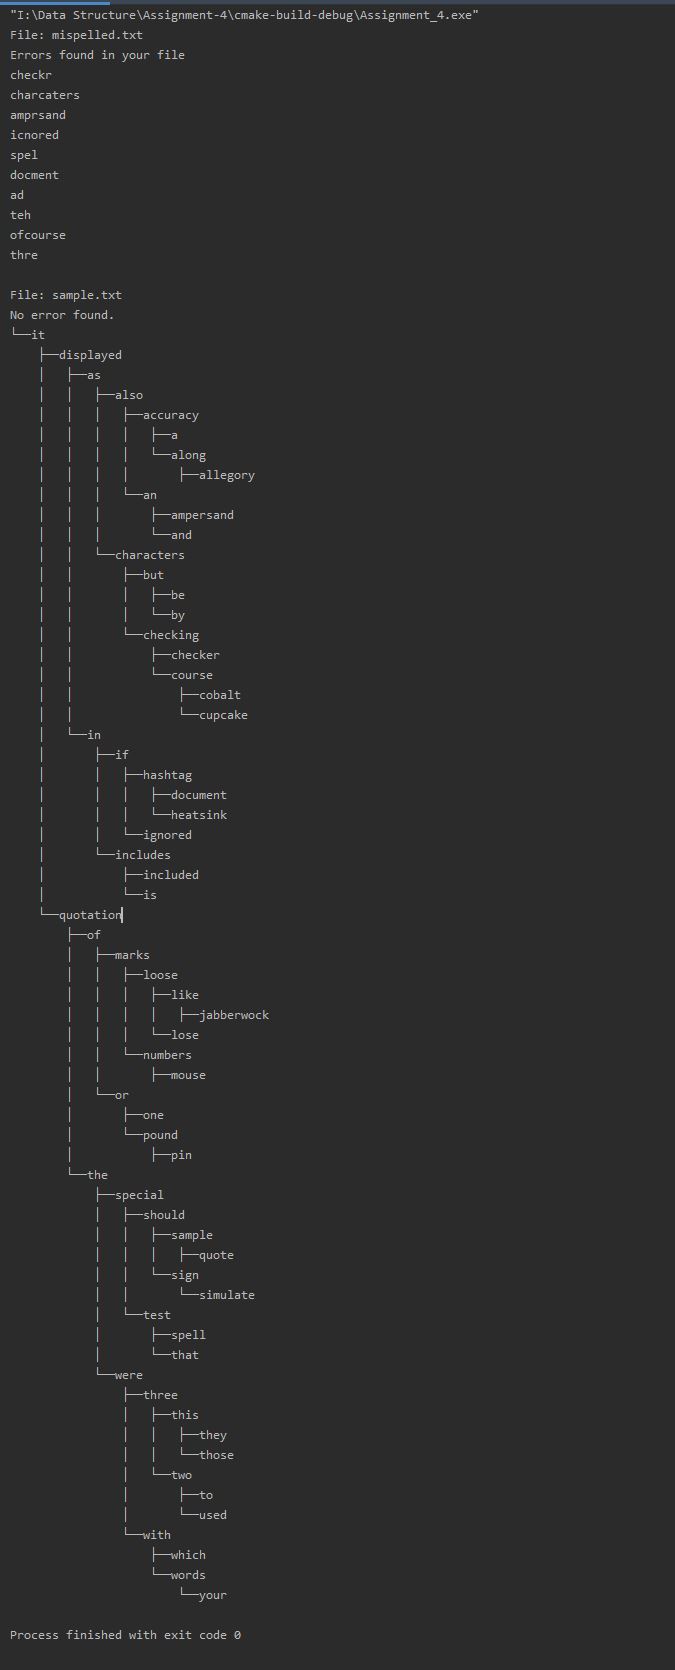 "I:\Data Structure\Assignment-4\cmake-build-debug\Assignment_4.exe"
File: mispelled.txt
Errors found in your file
checkr
charcaters
amprsand
icnored
spel
docment
ad
teh
ofcourse
thre

File: sample.txt
No error found.
└──it
    ├──displayed
    │   ├──as
    │   │   ├──also
    │   │   │   ├──accuracy
    │   │   │   │   ├──a
    │   │   │   │   └──along
    │   │   │   │       ├──allegory
    │   │   │   └──an
    │   │   │       ├──ampersand
    │   │   │       └──and
    │   │   └──characters
    │   │       ├──but
    │   │       │   ├──be
    │   │       │   └──by
    │   │       └──checking
    │   │           ├──checker
    │   │           └──course
    │   │               ├──cobalt
    │   │               └──cupcake
    │   └──in
    │       ├──if
    │       │   ├──hashtag
    │       │   │   ├──document
    │       │   │   └──heatsink
    │       │   └──ignored
    │       └──includes
    │           ├──included
    │           └──is
    └──quotation
        ├──of
        │   ├──marks
        │   │   ├──loose
        │   │   │   ├──like
        │   │   │   │   ├──jabberwock
        │   │   │   └──lose
        │   │   └──numbers
        │   │       ├──mouse
        │   └──or
        │       ├──one
        │       └──pound
        │           ├──pin
        └──the
            ├──special
            │   ├──should
            │   │   ├──sample
            │   │   │   ├──quote
            │   │   └──sign
            │   │       └──simulate
            │   └──test
            │       ├──spell
            │       └──that
            └──were
                ├──three
                │   ├──this
                │   │   ├──they
                │   │   └──those
                │   └──two
                │       ├──to
                │       └──used
                └──with
                    ├──which
                    └──words
                        └──your

Process finished with exit code 0